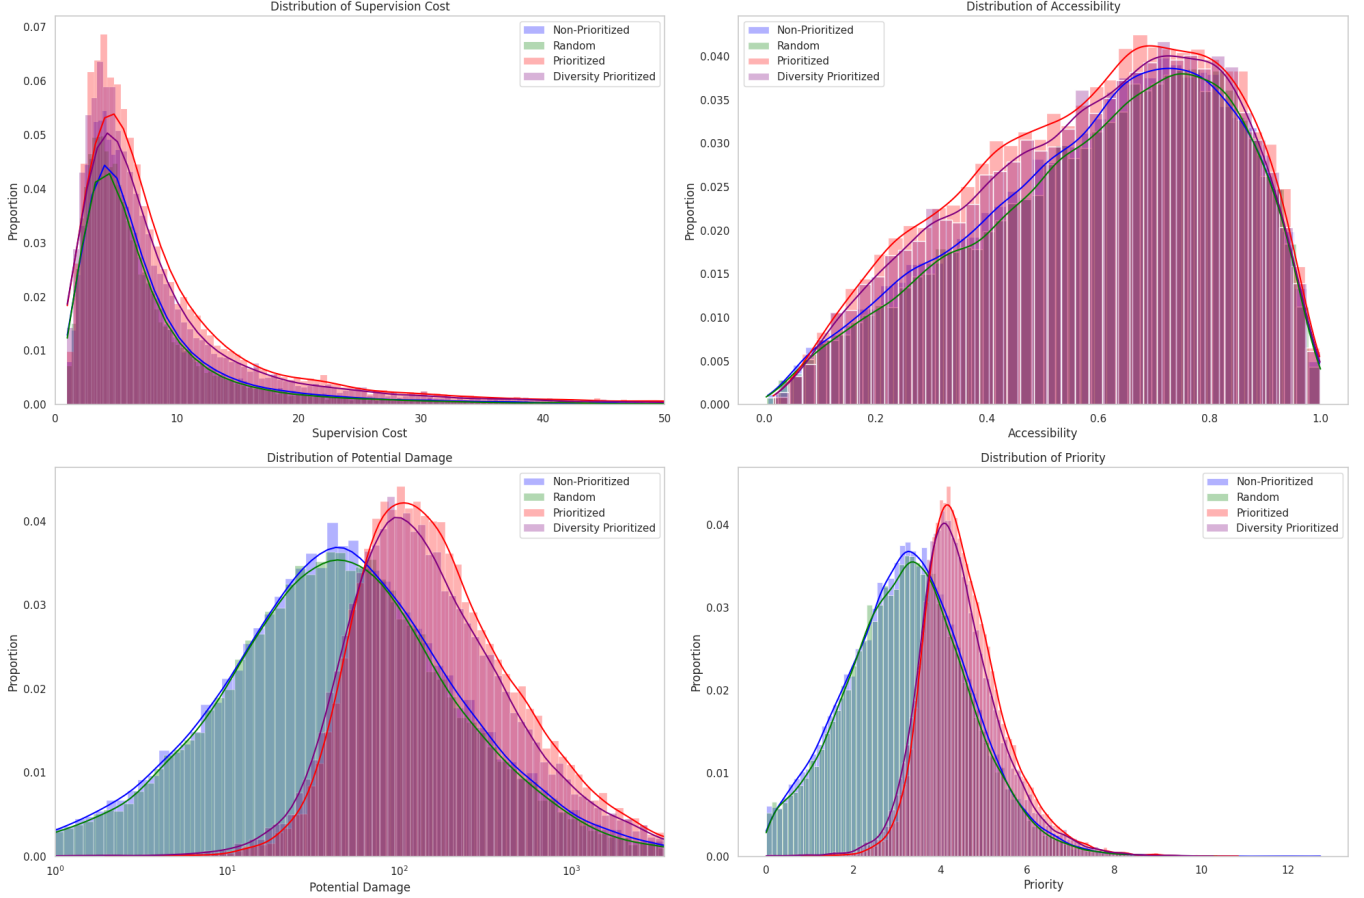 Distribution of Supervision Cost
0.07
0.06
0.05
0.04
0.03
0.02
0.01
0.00
Proportion
Non-Prioritized
Random
Prioritized
Diversity Prioritized
0 10 20 30 40 50
Supervision Cost
Distribution of Accessibility
0.040
0.035
0.030
0.025
0.020
0.015
0.010
0.005
0.000
Proportion
Non-Prioritized
Random
Prioritized
Diversity Prioritized
0.0 0.2 0.4 0.6 0.8 1.0
Accessibility
Distribution of Potential Damage
0.04
0.03
0.02
0.01
0.00
Proportion
Non-Prioritized
Random
Prioritized
Diversity Prioritized
10⁰ 10¹ 10² 10³
Potential Damage
Distribution of Priority
0.04
0.03
0.02
0.01
0.00
Proportion
Non-Prioritized
Random
Prioritized
Diversity Prioritized
0 2 4 6 8 10 12
Priority